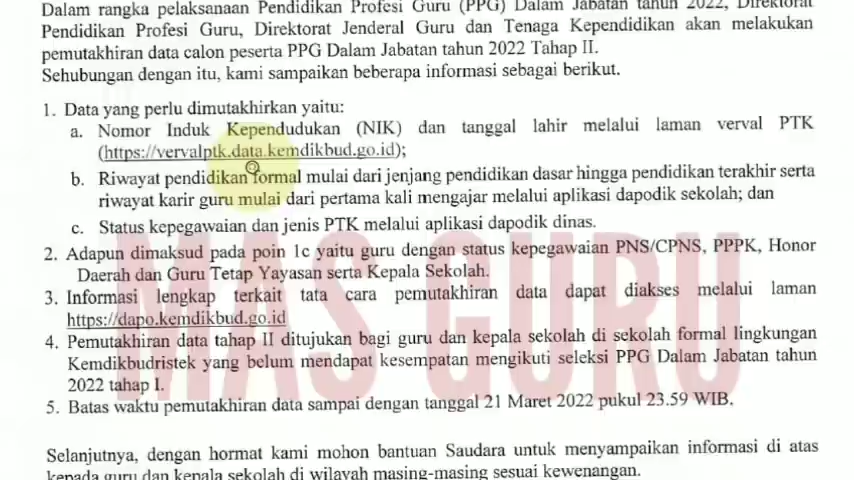 Dalam rangka pelaksanaan Pendidikan Profesi Guru (PPG) Dalam Jabatan tahun 2022, Direktorat
Pendidikan Profesi Guru, Direktorat Jenderal Guru dan Tenaga Kependidikan akan melakukan
pemutakhiran data calon peserta PPG Dalam Jabatan tahun 2022 Tahap II.
Sehubungan dengan itu, kami sampaikan beberapa informasi sebagai berikut.
1. Data yang perlu dimutakhirkan yaitu:
a. Nomor Induk Kependudukan (NIK) dan tanggal lahir melalui laman verval PTK
(https://vervalptk.data.kemdikbud.go.id);
b. Riwayat pendidikan formal mulai dari jenjang pendidikan dasar hingga pendidikan terakhir serta
riwayat karir guru mulai dari pertama kali mengajar melalui aplikasi dapodik sekolah; dan
c. Status kepegawaian dan jenis PTK melalui aplikasi dapodik dinas.
2. Adapun dimaksud pada poin 1c yaitu guru dengan status kepegawaian PNS/CPNS, PPPK, Honor
Daerah dan Guru Tetap Yayasan serta Kepala Sekolah.
3. Informasi lengkap terkait tata cara pemutakhiran data dapat diakses melalui laman
https://dapo.kemdikbud.go.id
4. Pemutakhiran data tahap II ditujukan bagi guru dan kepala sekolah di sekolah formal lingkungan
Kemdikbudristek yang belum mendapat kesempatan mengikuti seleksi PPG Dalam Jabatan tahun
2022 tahap I.
5. Batas waktu pemutakhiran data sampai dengan tanggal 21 Maret 2022 pukul 23.59 WIB.
Selanjutnya, dengan hormat kami mohon bantuan Saudara untuk menyampaikan informasi di atas
kepada guru dan kepala sekolah di wilayah masing-masing sesuai kewenangan.
MAS GURU